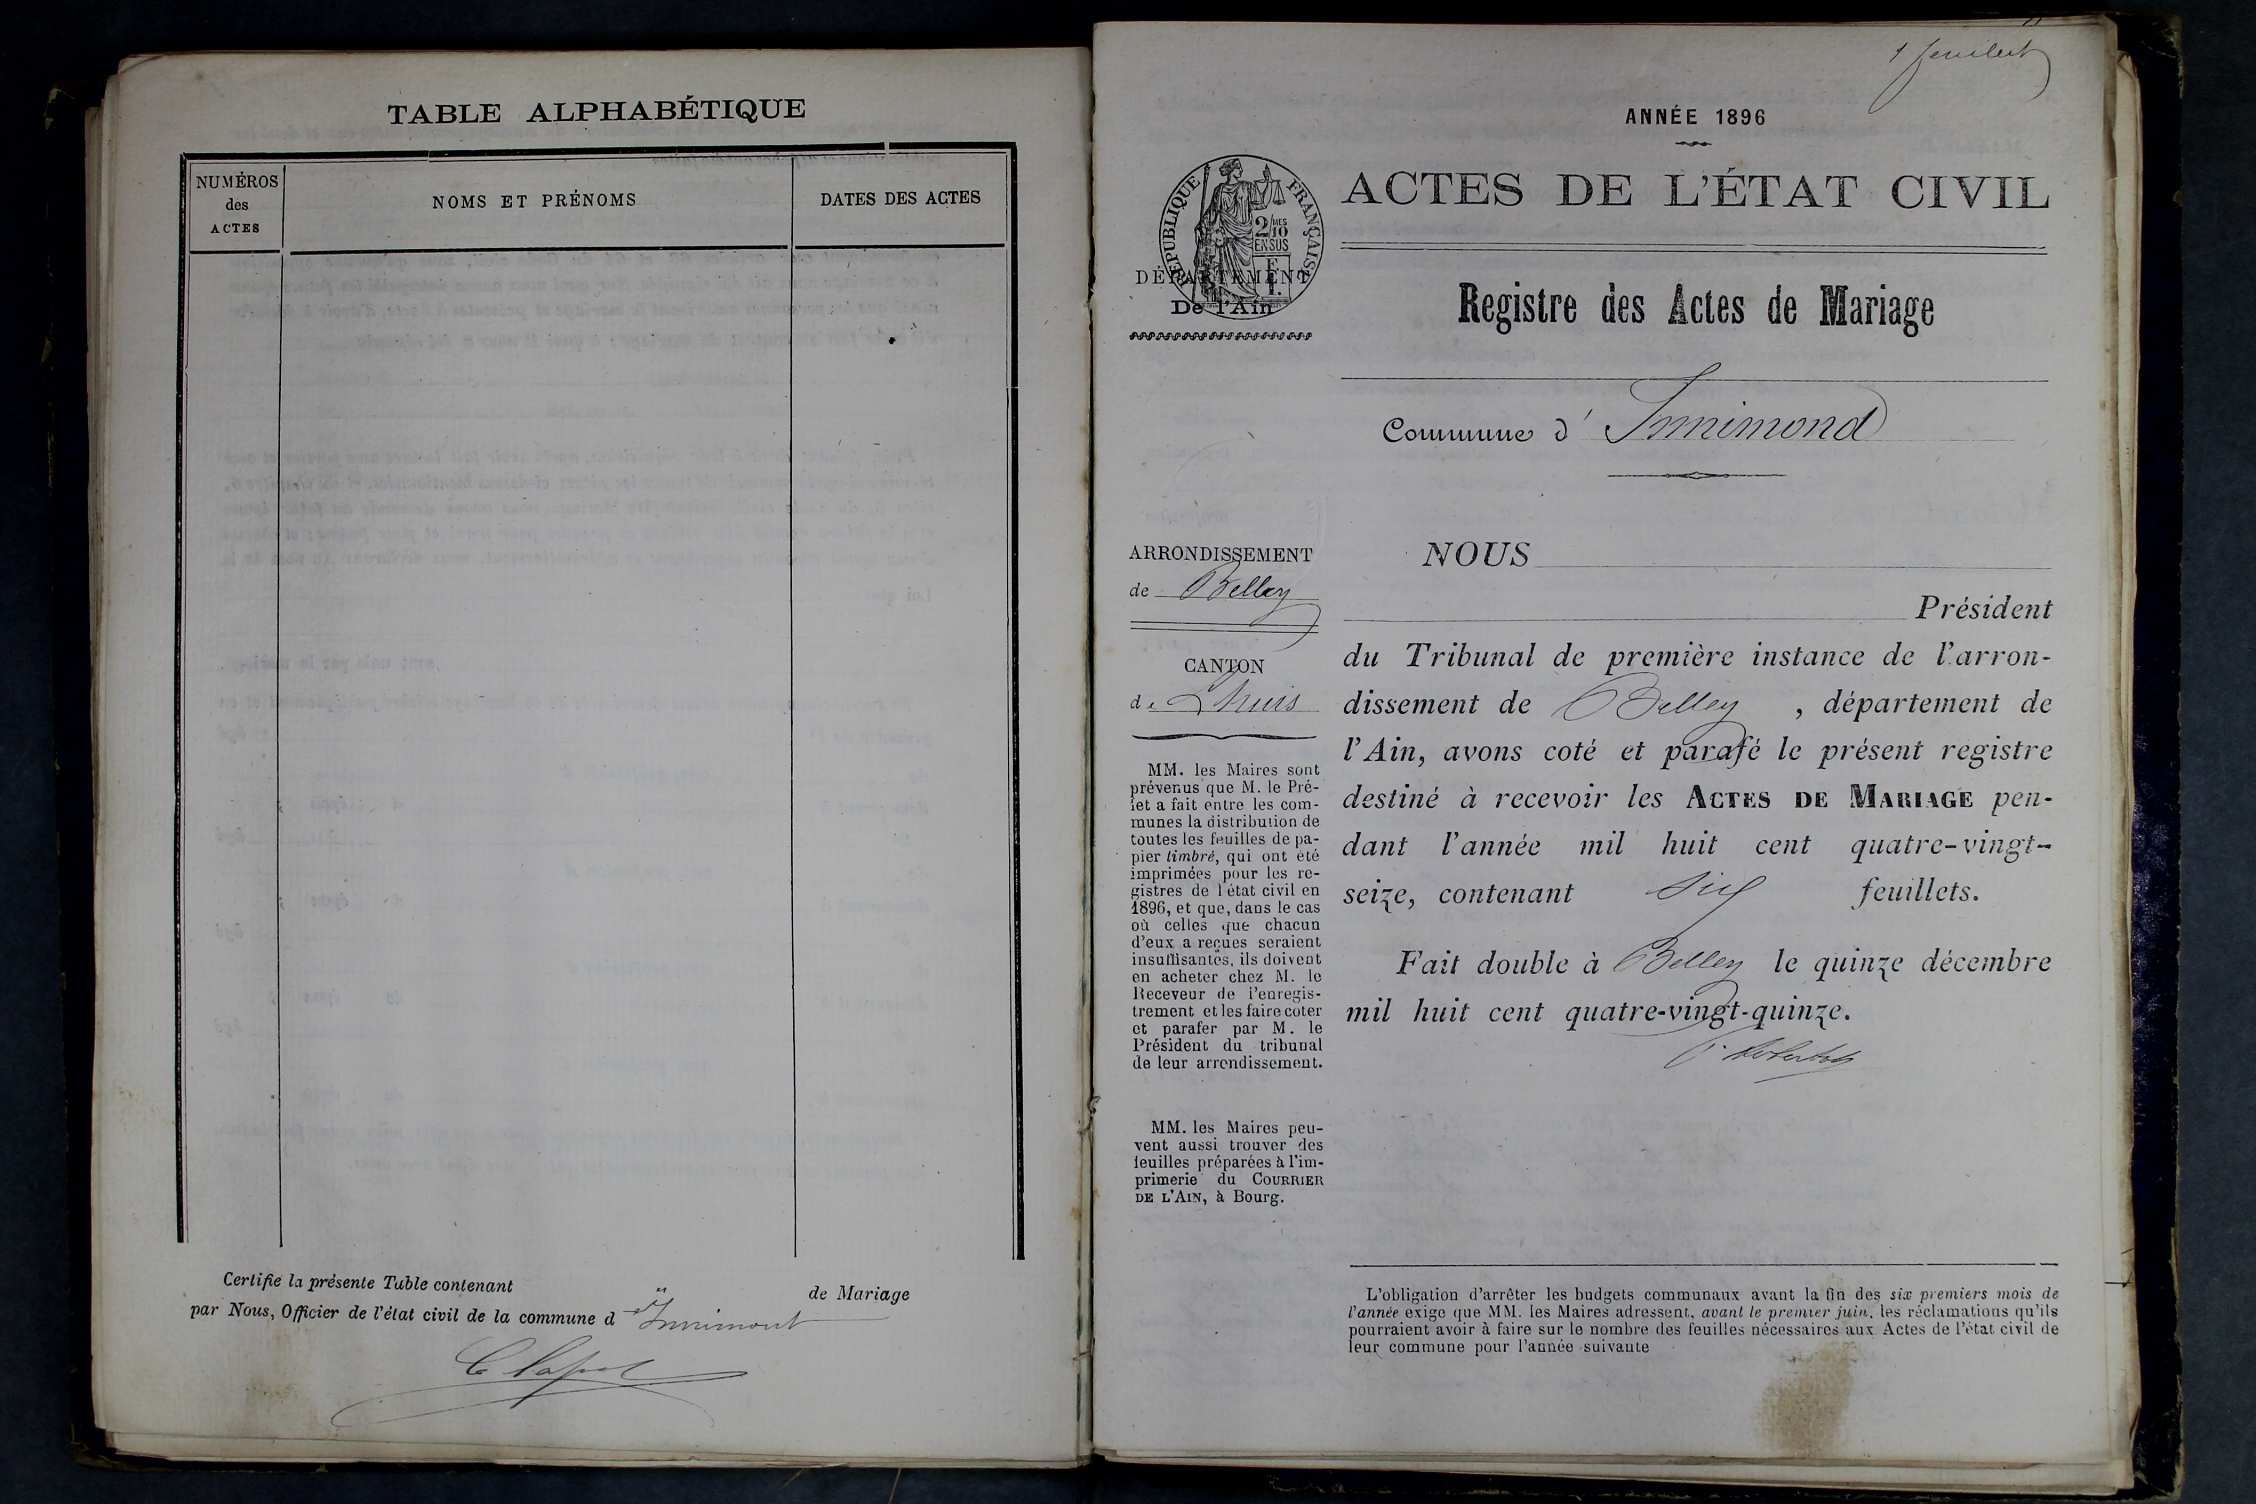 TABLE ALPHABÉTIQUE
NUMÉROS
des
ACTES
NOMS ET PRÉNOMS
DATES DES ACTES
Certifié la présente Table contenant de Mariage
par Nous, Officier de l'état civil de la commune d'Innimont
1 feuillet
ANNÉE 1896
ACTES DE L'ÉTAT CIVIL
RÉPUBLIQUE FRANÇAISE
2/10 MES
EN SUS
DÉPARTEMENT
De l'Ain
Registre des Actes de Mariage
Commune d' Innimond
ARRONDISSEMENT
de Belley
CANTON
de Lhuis
MM. les Maires sont
prévenus que M. le Pré-
fet a fait entre les com-
munes la distribution de
toutes les feuilles de pa-
pier timbré, qui ont été
imprimées pour les re-
gistres de l'état civil en
1896, et que, dans le cas
où celles que chacun
d'eux a reçues seraient
insuffisantes, ils doivent
en acheter chez M. le
Receveur de l'enregis-
trement et les faire coter
et parafer par M. le
Président du tribunal
de leur arrondissement.
MM. les Maires peu-
vent aussi trouver des
feuilles préparées à l'im-
primerie du COURRIER
DE L'AIN, à Bourg.
NOUS
Président
du Tribunal de première instance de l'arron-
dissement de Belley , département de
l'Ain, avons coté et parafé le présent registre
destiné à recevoir les ACTES DE MARIAGE pen-
dant l'année mil huit cent quatre-vingt-
seize, contenant six feuillets.
Fait double à Belley le quinze décembre
mil huit cent quatre-vingt-quinze.
L'obligation d'arrêter les budgets communaux avant la fin des six premiers mois de
l'année exige que MM. les Maires adressent, avant le premier juin, les réclamations qu'ils
pourraient avoir à faire sur le nombre des feuilles nécessaires aux Actes de l'état civil de
leur commune pour l'année suivante